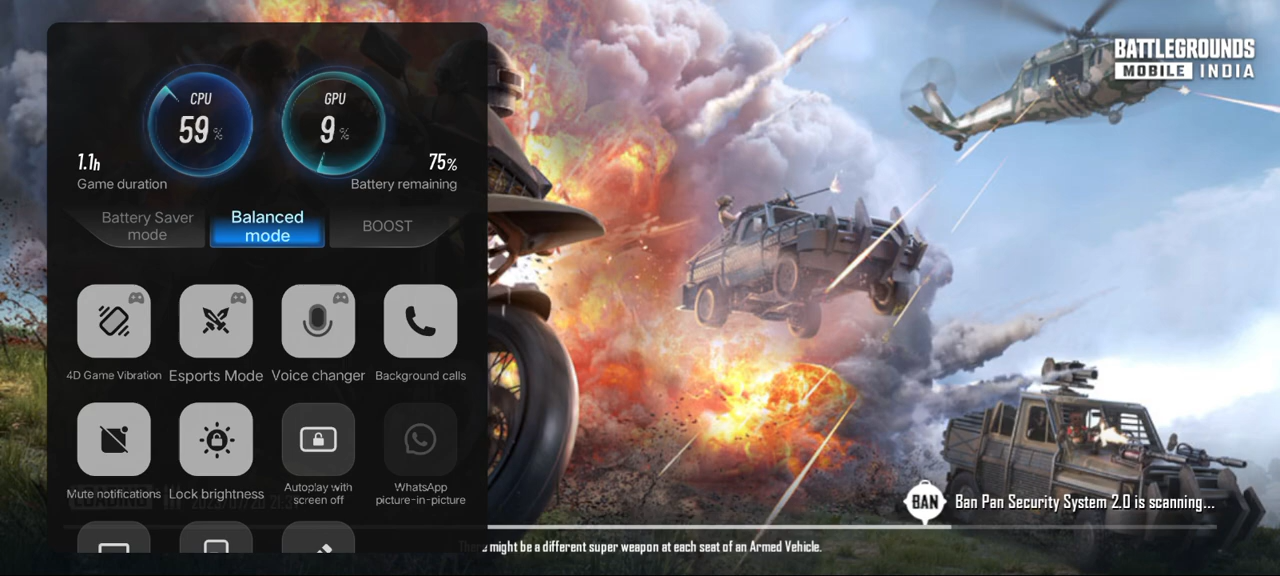 BATTLEGROUNDS
MOBILE INDIA
CPU
59%
GPU
9%
1.1h
Game duration
75%
Battery remaining
Battery Saver
mode
Balanced
mode
BOOST
4D Game Vibration
Esports Mode
Voice changer
Background calls
Mute notifications
Lock brightness
Autoplay with
screen off
WhatsApp
picture-in-picture
BAN
Ban Pan Security System 2.0 is scanning...
might be a different super weapon at each seat of an Armed Vehicle.